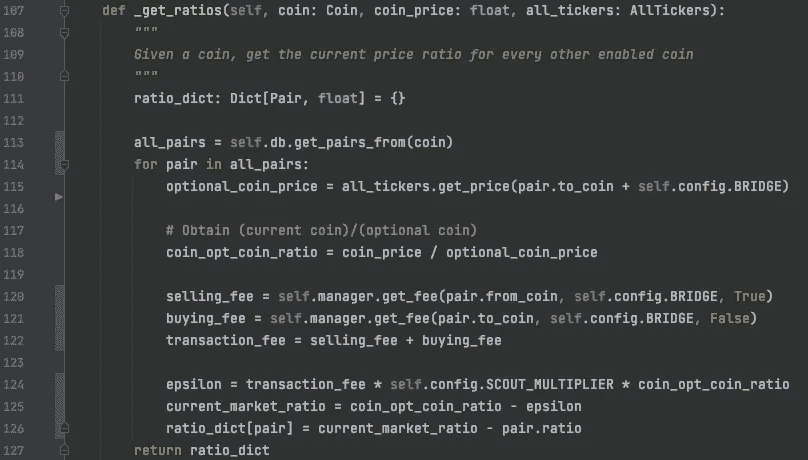 107 def _get_ratios(self, coin: Coin, coin_price: float, all_tickers: AllTickers):
108 """
109 Given a coin, get the current price ratio for every other enabled coin
110 """
111 ratio_dict: Dict[Pair, float] = {}
112
113 all_pairs = self.db.get_pairs_from(coin)
114 for pair in all_pairs:
115 optional_coin_price = all_tickers.get_price(pair.to_coin + self.config.BRIDGE)
116
117 # Obtain (current coin)/(optional coin)
118 coin_opt_coin_ratio = coin_price / optional_coin_price
119
120 selling_fee = self.manager.get_fee(pair.from_coin, self.config.BRIDGE, True)
121 buying_fee = self.manager.get_fee(pair.to_coin, self.config.BRIDGE, False)
122 transaction_fee = selling_fee + buying_fee
123
124 epsilon = transaction_fee * self.config.SCOUT_MULTIPLIER * coin_opt_coin_ratio
125 current_market_ratio = coin_opt_coin_ratio - epsilon
126 ratio_dict[pair] = current_market_ratio - pair.ratio
127 return ratio_dict